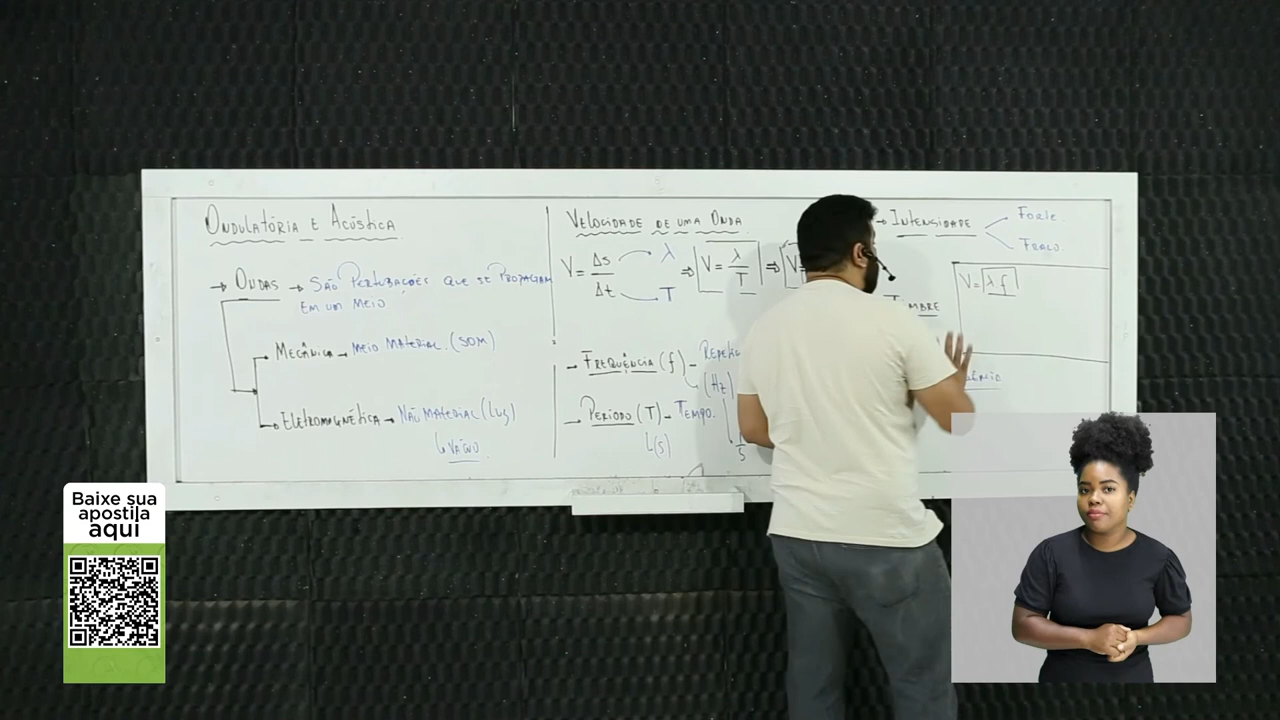 Ondulatória e Acústica
→ Ondas → São Perturbações que se Propagam
em um meio
Mecânica → Meio Material. (Som)
Eletromagnética → Não Material (Luz)
↳ Vácuo
Velocidade de uma Onda
V = Δs / Δt
λ
T
⇒ V = λ / T ⇒ V=
→ Frequência (f) -
(Hz)
→ Período (T) - Tempo.
(s)
→ Intensidade
Forte
Fraco.
Timbre
V = λ.f
Baixe sua
apostila
aqui